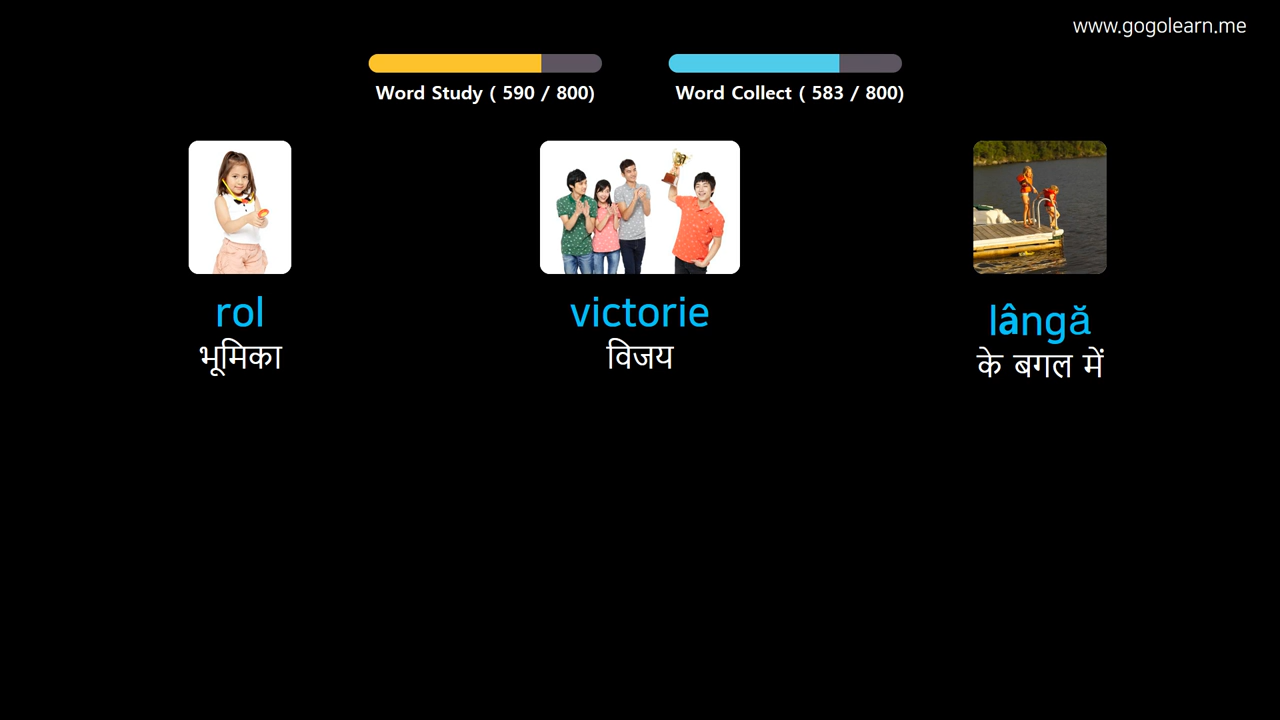 www.gogolearn.me
Word Study ( 590 / 800)
Word Collect ( 583 / 800)
rol
भूमिका
victorie
विजय
lângă
के बगल में